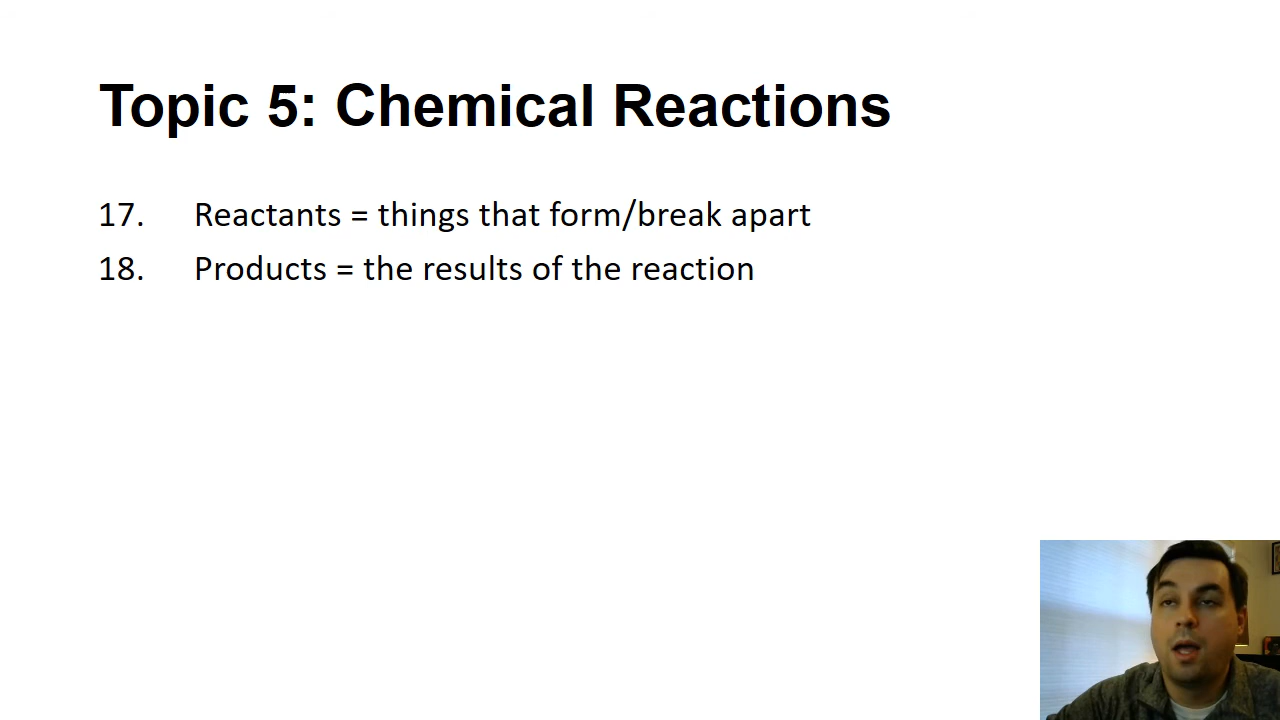 Topic 5: Chemical Reactions
17. Reactants = things that form/break apart
18. Products = the results of the reaction